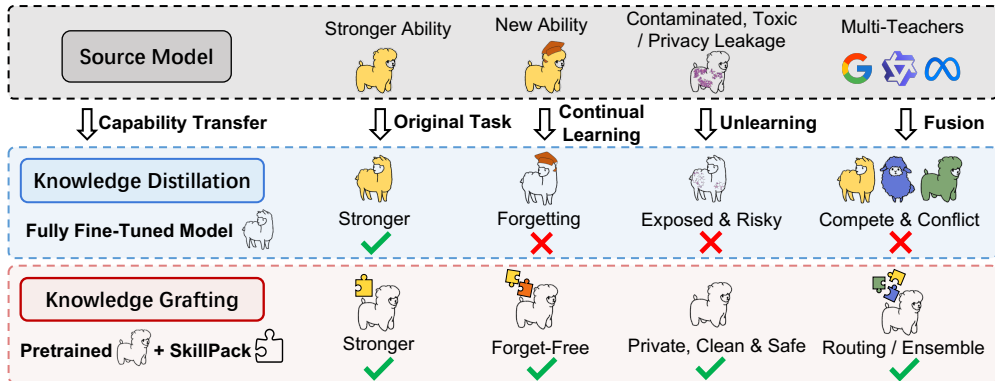 Source Model
Stronger Ability
New Ability
Contaminated, Toxic
/ Privacy Leakage
Multi-Teachers
Capability Transfer
Original Task
Continual
Learning
Unlearning
Fusion
Knowledge Distillation
Fully Fine-Tuned Model
Stronger
Forgetting
Exposed & Risky
Compete & Conflict
Knowledge Grafting
Pretrained + SkillPack
Stronger
Forget-Free
Private, Clean & Safe
Routing / Ensemble